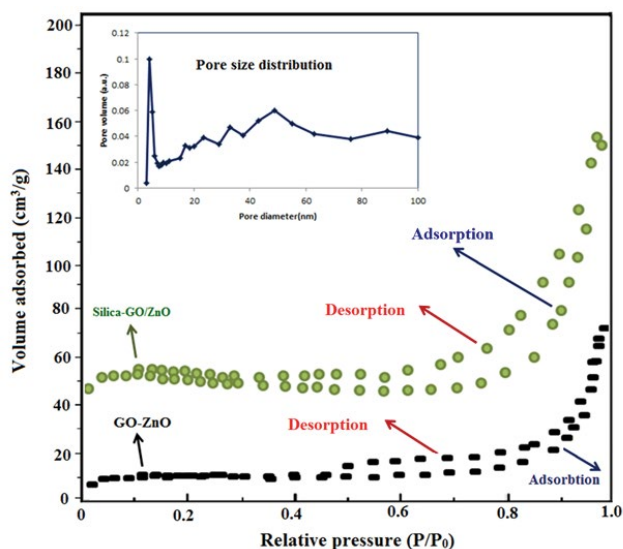 200
180
160
120
80
60
40
20
0
Volume adsorbed (cm³/g)
0.12
0.1
0.08
0.06
0.04
0.02
0
Pore volume (a.u.)
Pore size distribution
0 20 40 60 80 100
Pore diameter(nm)
Adsorption
Desorption
Silica-GO/ZnO
GO-ZnO
Desorption
Adsorbtion
0 0.2 0.4 0.6 0.8 1.0
Relative pressure (P/P₀)